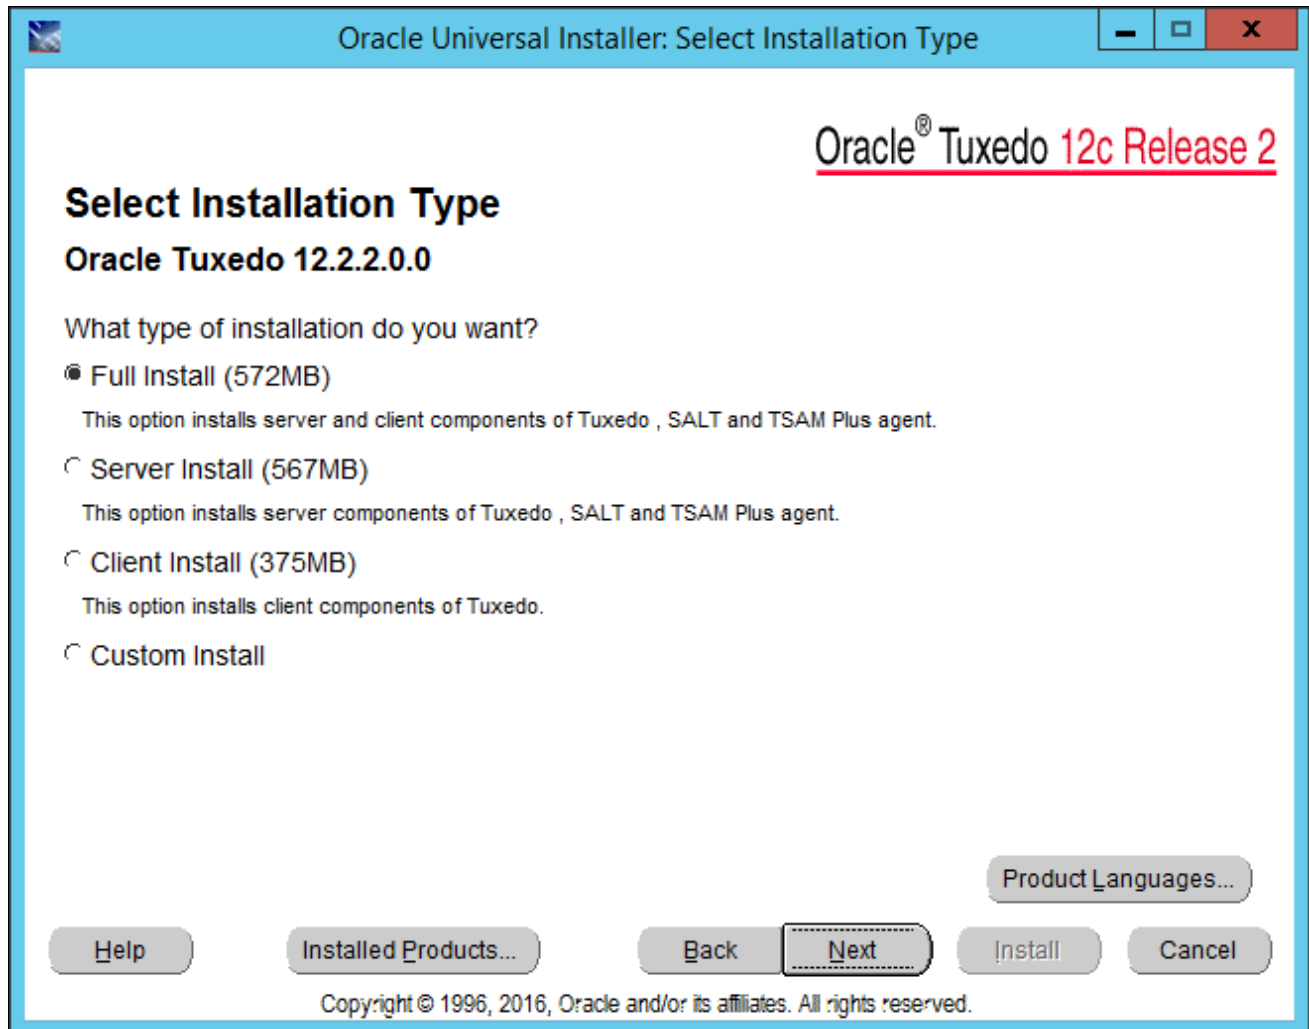 Oracle Universal Installer: Select Installation Type
Oracle® Tuxedo 12c Release 2
Select Installation Type
Oracle Tuxedo 12.2.2.0.0
What type of installation do you want?
Full Install (572MB)
This option installs server and client components of Tuxedo , SALT and TSAM Plus agent.
Server Install (567MB)
This option installs server components of Tuxedo , SALT and TSAM Plus agent.
Client Install (375MB)
This option installs client components of Tuxedo.
Custom Install
Product Languages...
Help Installed Products... Back Next Install Cancel
Copyright © 1996, 2016, Oracle and/or its affiliates. All rights reserved.